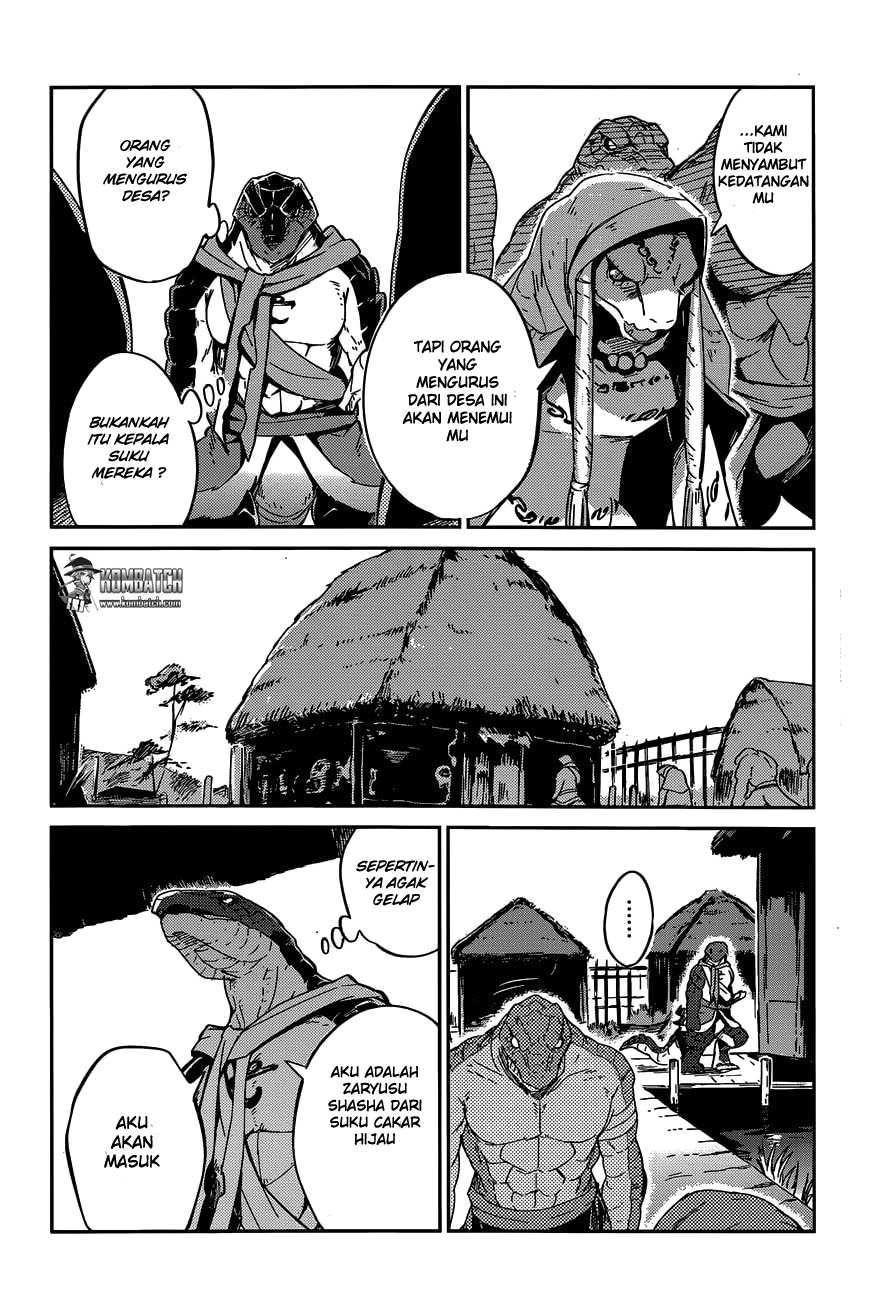 ...KAMI
TIDAK
MENYAMBUT
KEDATANGAN
MU
TAPI ORANG
YANG
MENGURUS
DARI DESA INI
AKAN MENEMUI
MU
ORANG
YANG
MENGURUS
DESA?
BUKANKAH
ITU KEPALA
SUKU
MEREKA ?
KOMBATCH
www.kombatch.com
......
SEPERTIN-
YA AGAK
GELAP
AKU ADALAH
ZARYUSU
SHASHA DARI
SUKU CAKAR
HIJAU
AKU
AKAN
MASUK